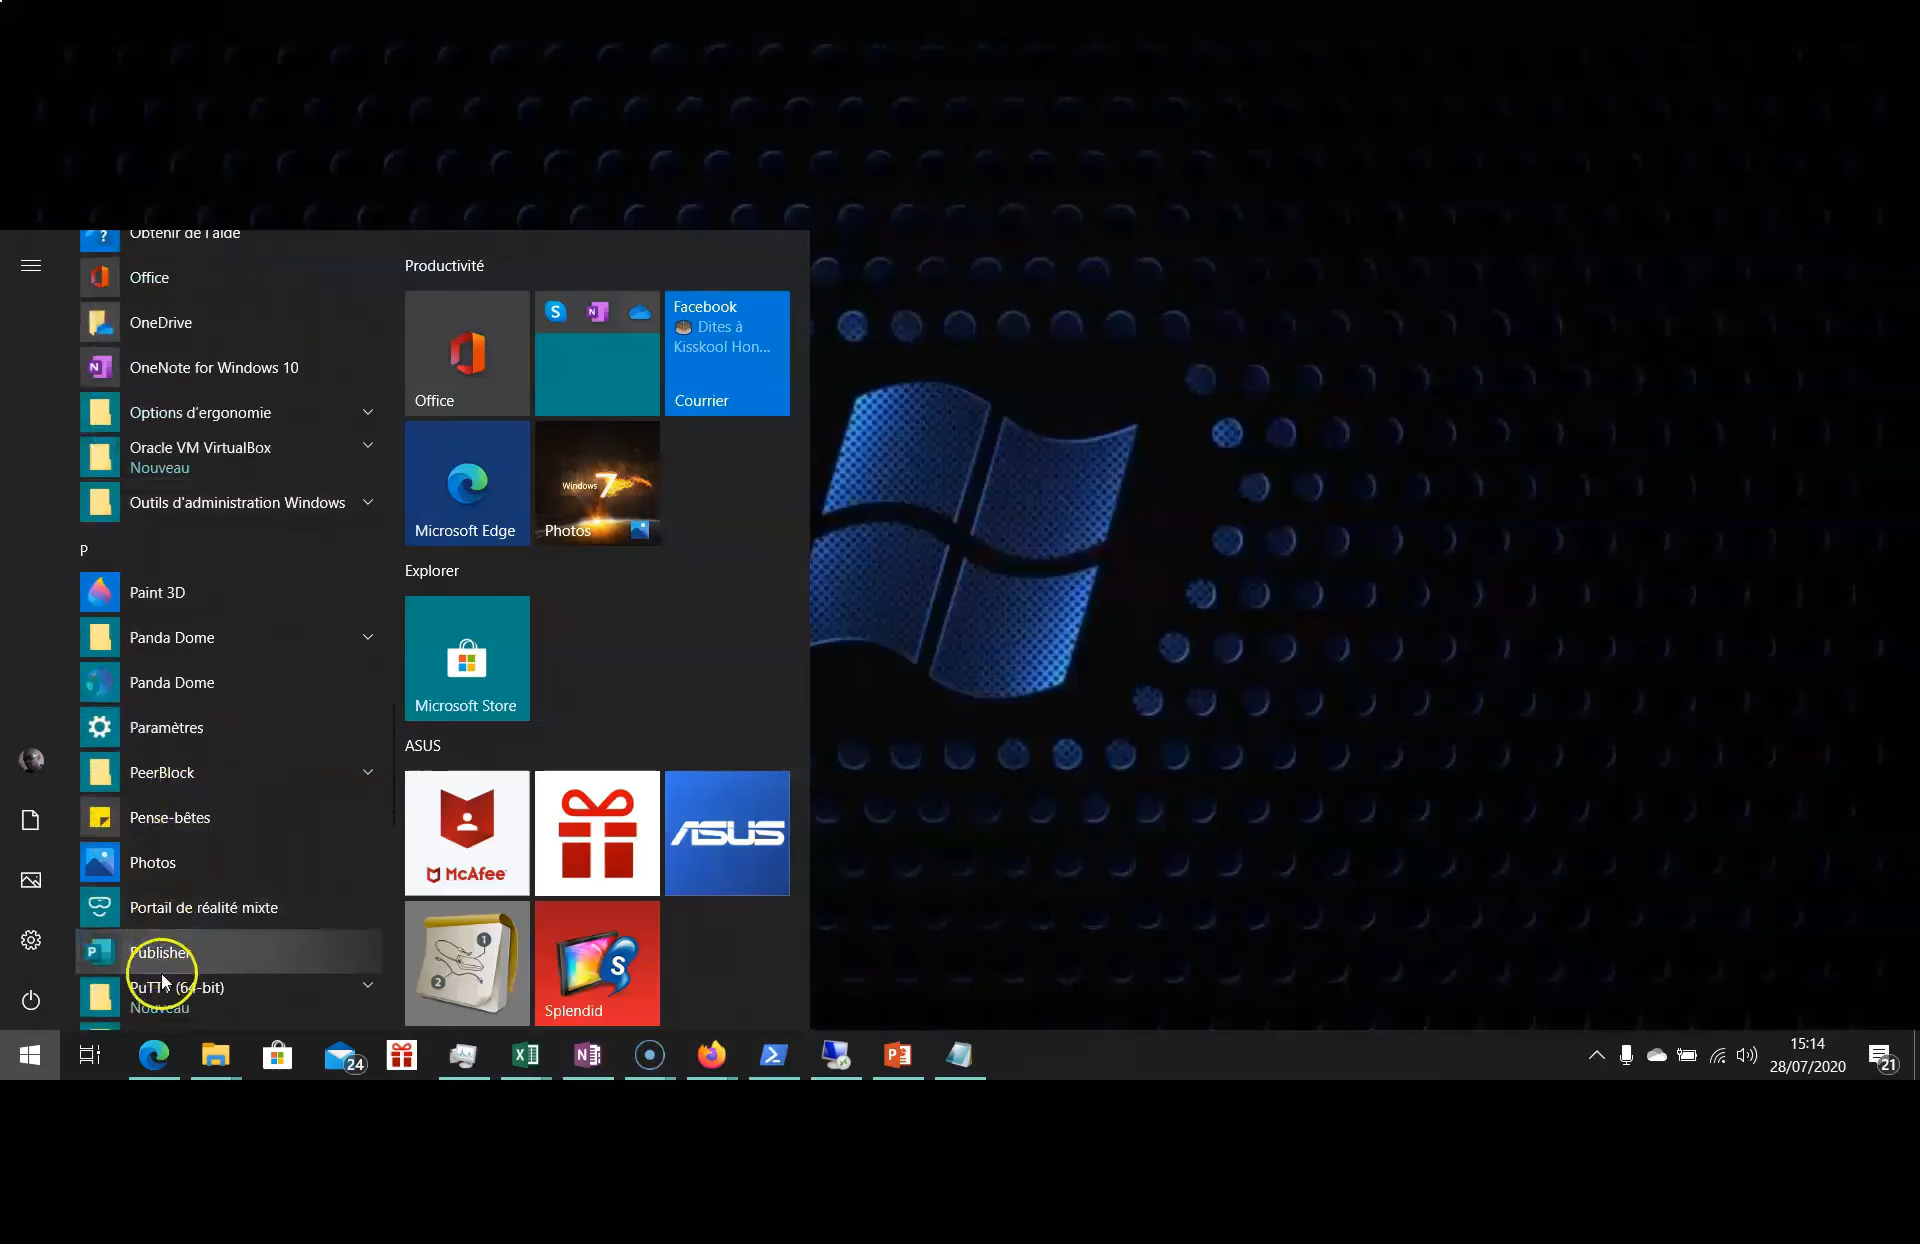 Obtenir de l'aide
Office
OneDrive
OneNote for Windows 10
Options d'ergonomie
Oracle VM VirtualBox
Nouveau
Outils d'administration Windows
P
Paint 3D
Panda Dome
Panda Dome
Paramètres
PeerBlock
Pense-bêtes
Photos
Portail de réalité mixte
Publisher
PuTTY (64-bit)
Nouveau
Productivité
Office
Facebook
Dites à
Kisskool Hon...
Courrier
Microsoft Edge
Windows 7
Photos
Explorer
Microsoft Store
ASUS
McAfee
ASUS
1
2
S
Splendid
24
15:14
28/07/2020
21